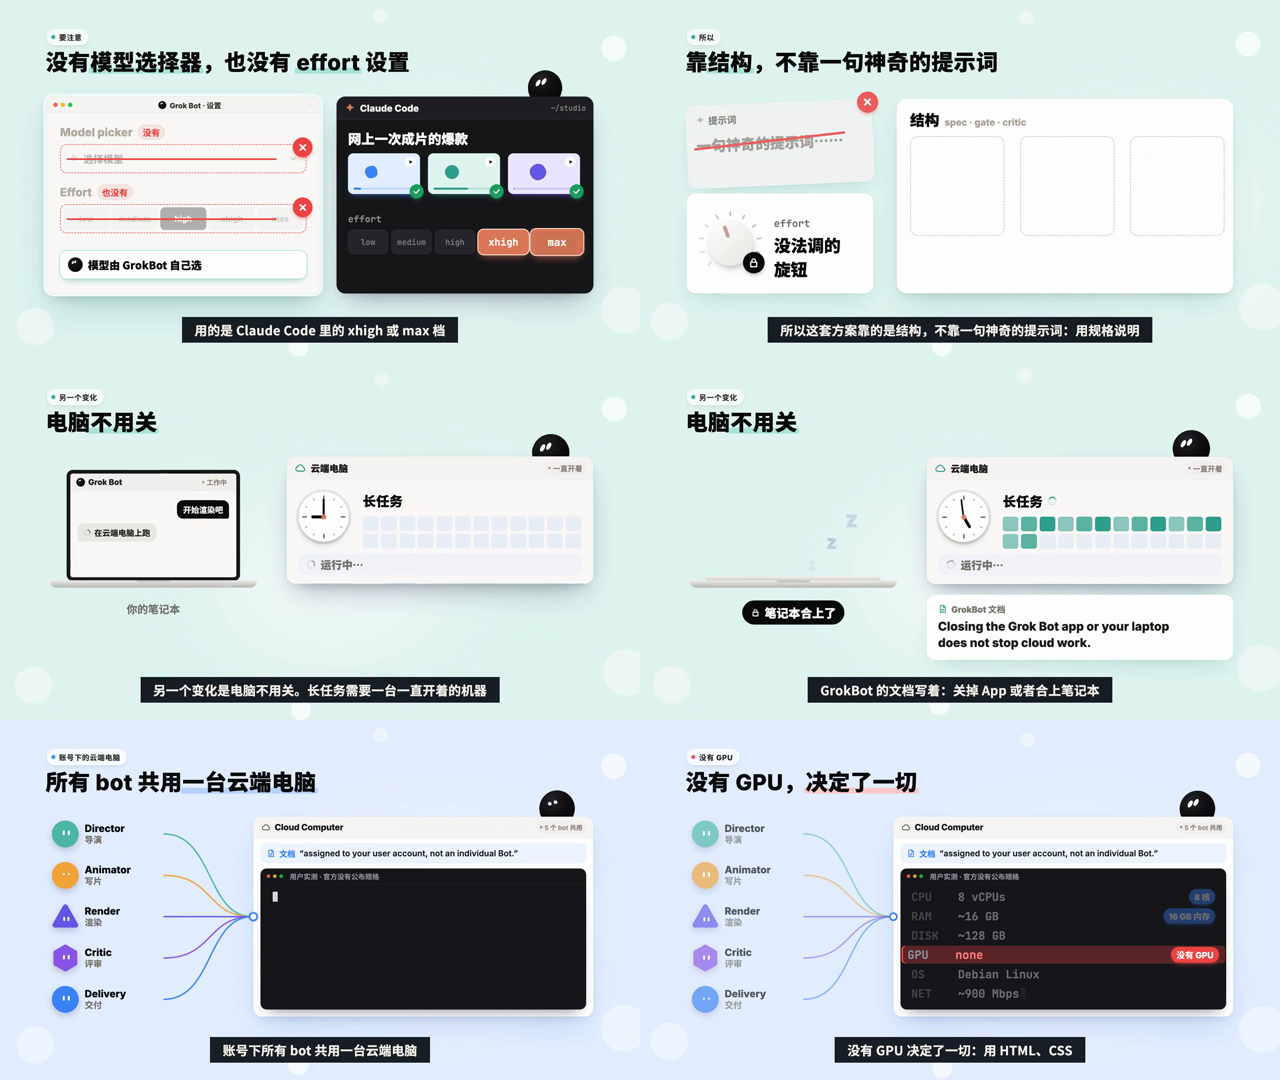 要注意
没有模型选择器，也没有 effort 设置
Grok Bot · 设置
Model picker 没有
选择模型
Effort 也没有
low medium high xhigh max
模型由 GrokBot 自己选
Claude Code ~/studio
网上一次成片的爆款
effort
low medium high xhigh max
用的是 Claude Code 里的 xhigh 或 max 档
所以
靠结构，不靠一句神奇的提示词
提示词
一句神奇的提示词……
effort
没法调的
旋钮
结构 spec · gate · critic
所以这套方案靠的是结构，不靠一句神奇的提示词：用规格说明
另一个变化
电脑不用关
Grok Bot 工作中
开始渲染吧
在云端电脑上跑
你的笔记本
云端电脑 一直开着
长任务
运行中…
另一个变化是电脑不用关。长任务需要一台一直开着的机器
另一个变化
电脑不用关
z
z
z
笔记本合上了
云端电脑 一直开着
长任务
运行中…
GrokBot 文档
Closing the Grok Bot app or your laptop
does not stop cloud work.
GrokBot 的文档写着：关掉 App 或者合上笔记本
账号下的云端电脑
所有 bot 共用一台云端电脑
Director
导演
Animator
写片
Render
渲染
Critic
评审
Delivery
交付
Cloud Computer 5 个 bot 共用
文档 “assigned to your user account, not an individual Bot.”
用户实测 · 官方没有公布规格
账号下所有 bot 共用一台云端电脑
没有 GPU
没有 GPU，决定了一切
Director
导演
Animator
写片
Render
渲染
Critic
评审
Delivery
交付
Cloud Computer 5 个 bot 共用
文档 “assigned to your user account, not an individual Bot.”
用户实测 · 官方没有公布规格
CPU 8 vCPUs 8 核
RAM ~16 GB 16 GB 内存
DISK ~128 GB
GPU none 没有 GPU
OS Debian Linux
NET ~900 Mbps
没有 GPU 决定了一切：用 HTML、CSS